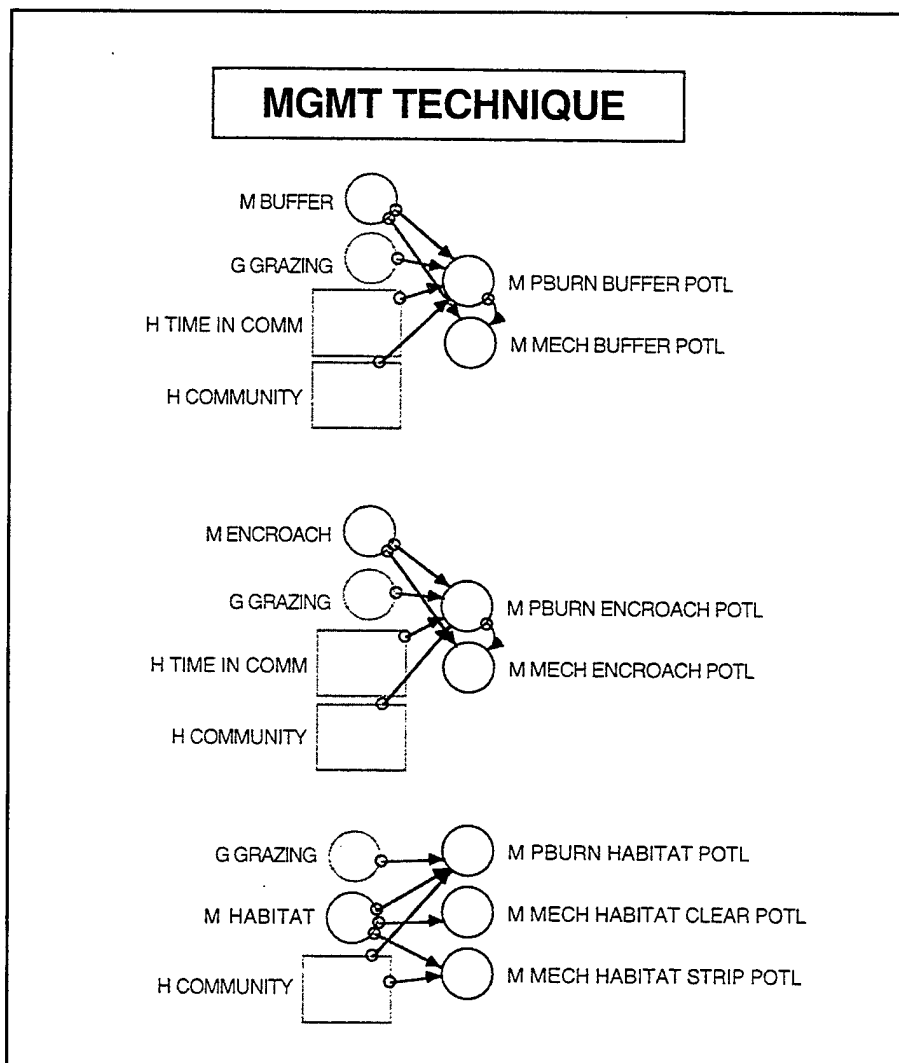 MGMT TECHNIQUE
M BUFFER
G GRAZING
M PBURN BUFFER POTL
H TIME IN COMM
M MECH BUFFER POTL
H COMMUNITY
M ENCROACH
G GRAZING
M PBURN ENCROACH POTL
H TIME IN COMM
M MECH ENCROACH POTL
H COMMUNITY
G GRAZING
M PBURN HABITAT POTL
M HABITAT
M MECH HABITAT CLEAR POTL
H COMMUNITY
M MECH HABITAT STRIP POTL